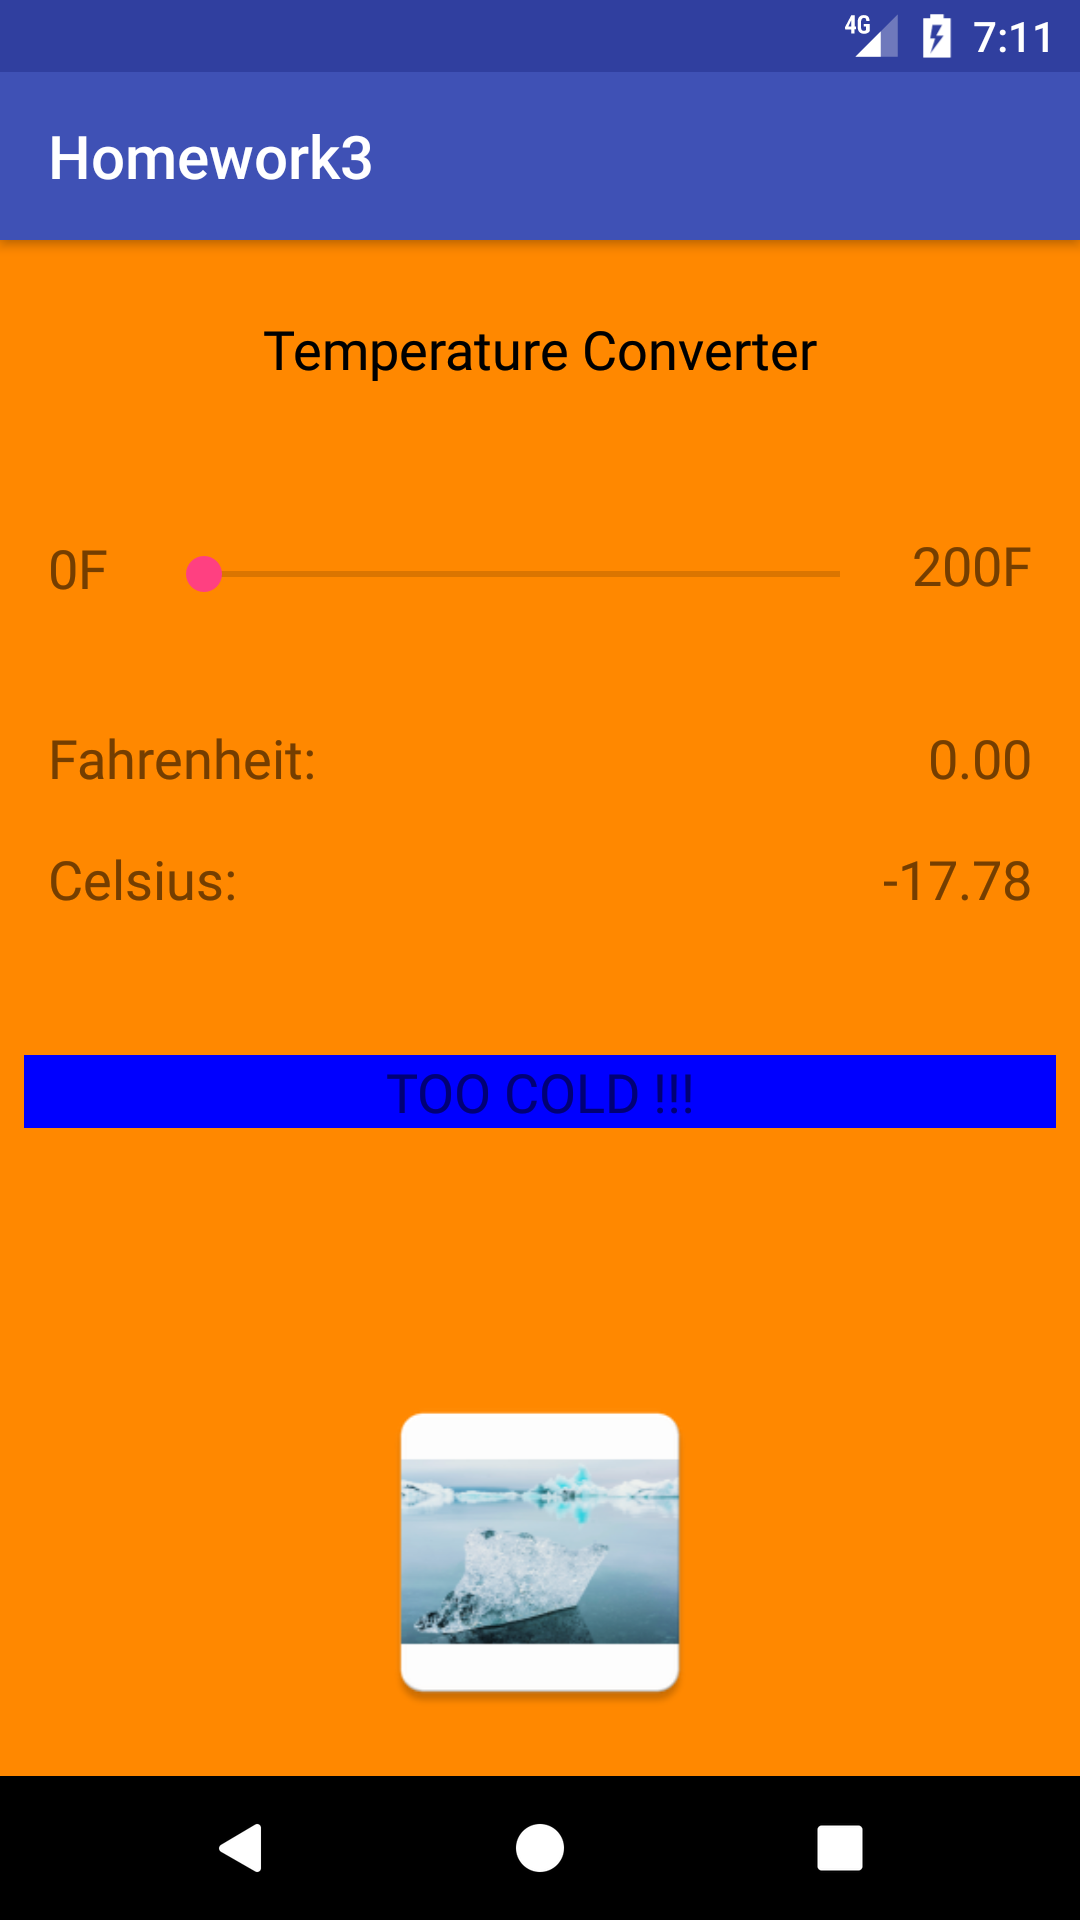 4G 7:11
Homework3
Temperature Converter
0F 200F
Fahrenheit: 0.00
Celsius: -17.78
TOO COLD !!!